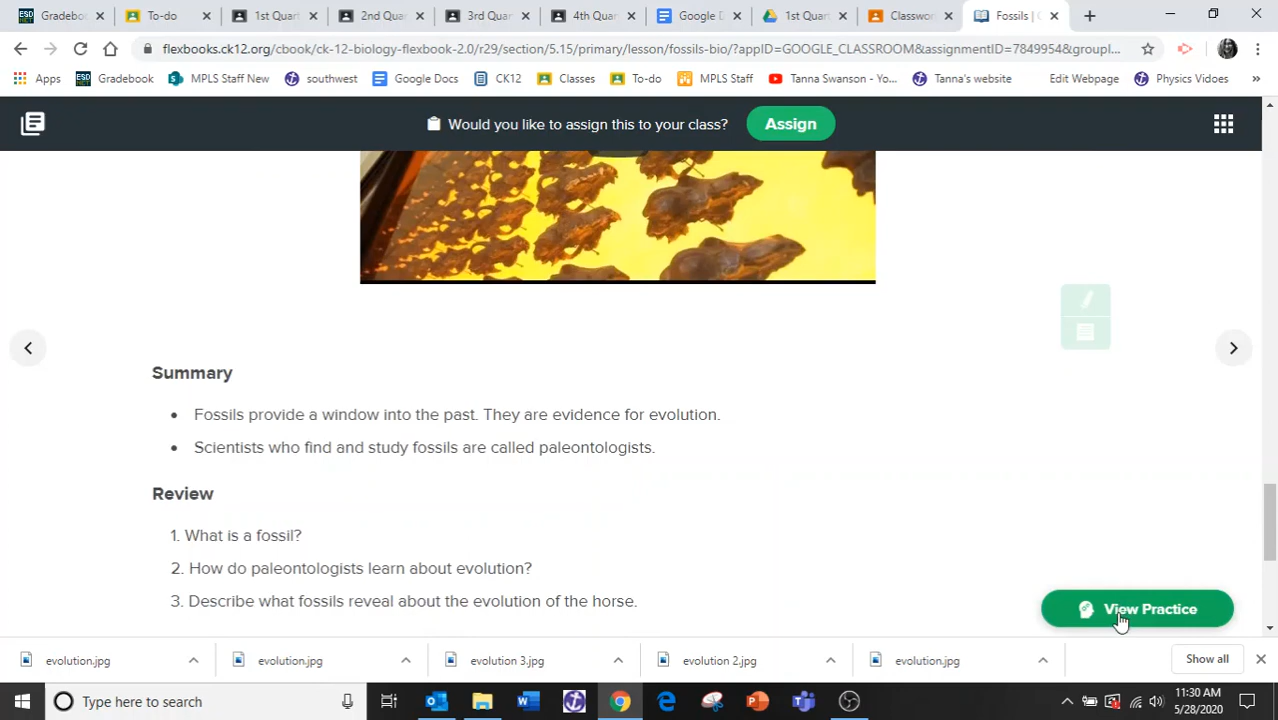 Gradeboo
To-do
1st Quart
2nd Qua
3rd Quar
4th Quar
Google D
1st Quar
Classwor
Fossils | C
flexbooks.ck12.org/cbook/ck-12-biology-flexbook-2.0/r29/section/5.15/primary/lesson/fossils-bio/?appID=GOOGLE_CLASSROOM&assignmentID=7849954&groupI...
Apps
ESD
Gradebook
MPLS Staff New
southwest
Google Docs
CK12
Classes
To-do
MPLS Staff
Tanna Swanson - Yo...
Tanna's website
Edit Webpage
Physics Vidoes
»
Would you like to assign this to your class?
Assign
Summary
• Fossils provide a window into the past. They are evidence for evolution.
• Scientists who find and study fossils are called paleontologists.
Review
1. What is a fossil?
2. How do paleontologists learn about evolution?
3. Describe what fossils reveal about the evolution of the horse.
View Practice
evolution.jpg
evolution.jpg
evolution 3.jpg
evolution 2.jpg
evolution.jpg
Show all
Type here to search
11:30 AM
5/28/2020